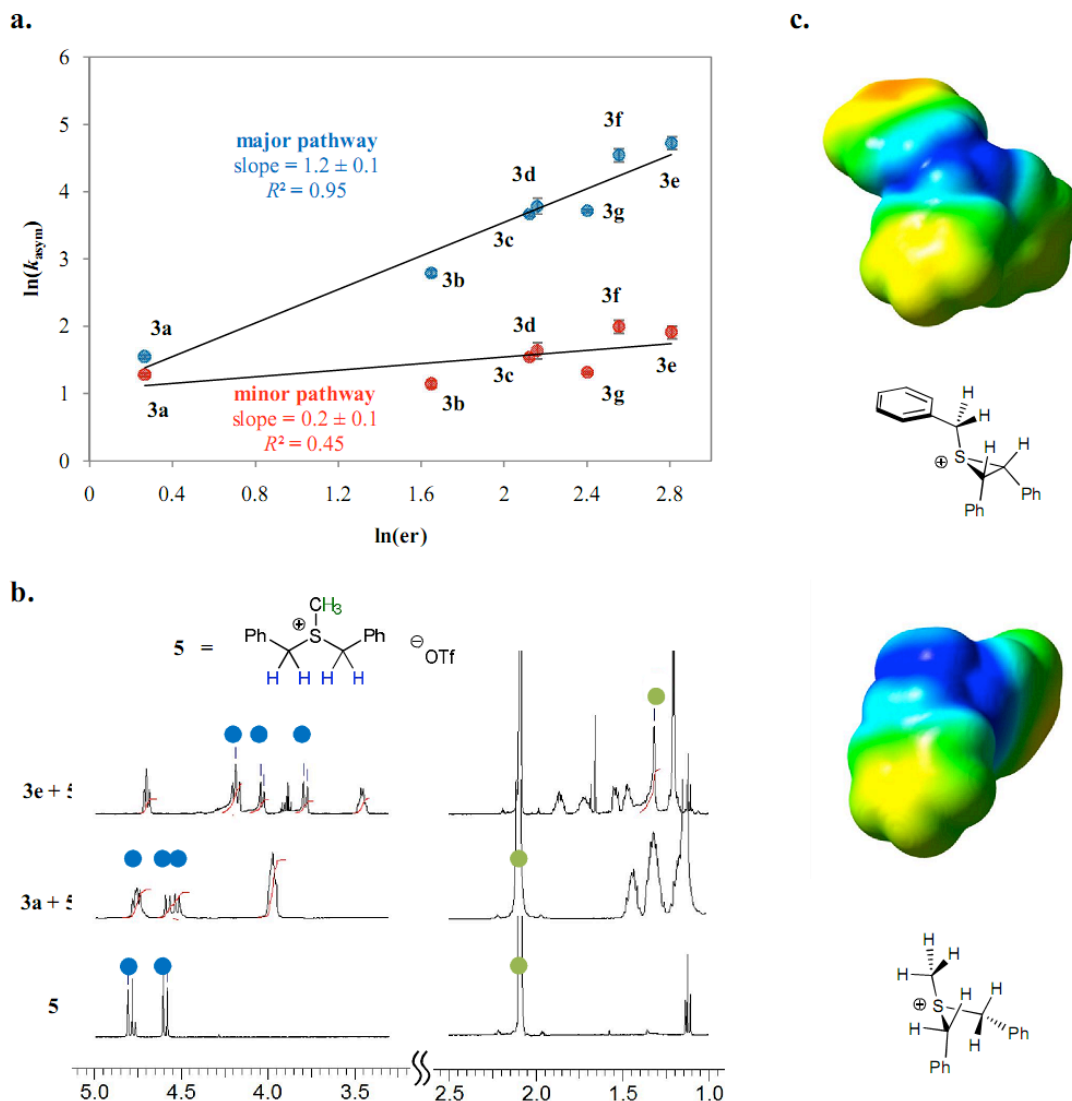 a.
c.
6
5
4
3
2
1
0
ln(k_asym)
major pathway
slope = 1.2 ± 0.1
R² = 0.95
3f
3d
3e
3g
3c
3b
3a
3f
3d
3e
3c
3g
3b
3a
minor pathway
slope = 0.2 ± 0.1
R² = 0.45
0 0.4 0.8 1.2 1.6 2 2.4 2.8
ln(er)
H
H
H
H
S
⊕
Ph
Ph
b.
5 =
CH₃
⊕
Ph S Ph
H H H H
⊖
OTf
3e + 5
3a + 5
5
5.0 4.5 4.0 3.5 2.5 2.0 1.5 1.0
H
H
H
H
H
S
⊕
H
H
Ph
Ph